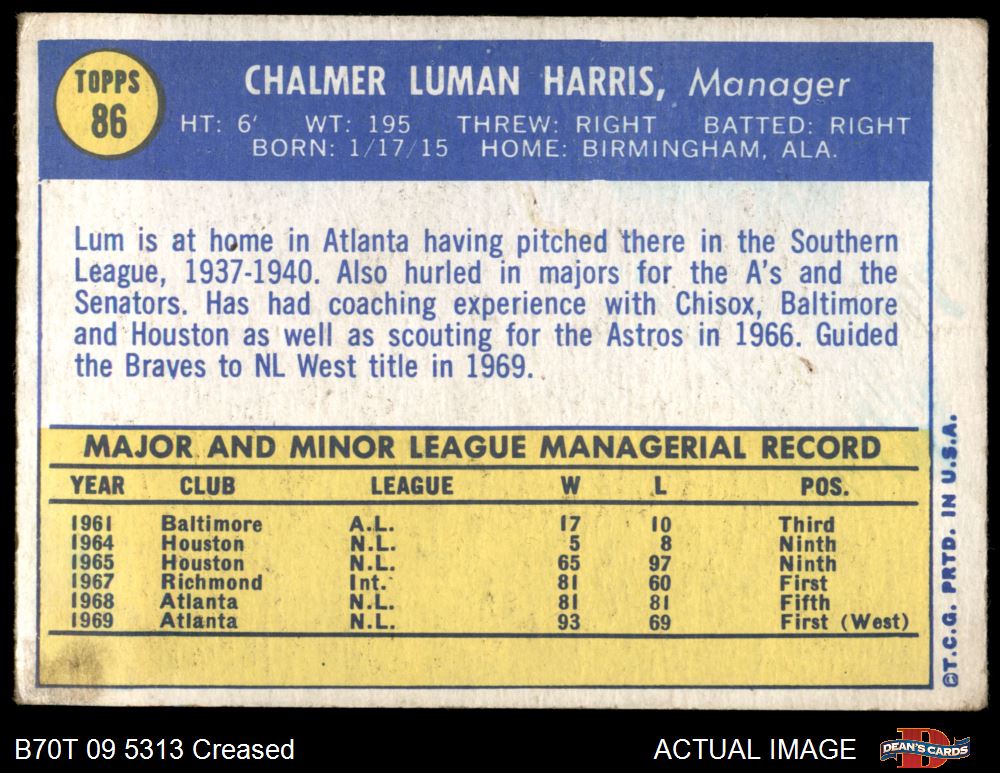 TOPPS
86
CHALMER LUMAN HARRIS, Manager
HT: 6' WT: 195 THREW: RIGHT BATTED: RIGHT
BORN: 1/17/15 HOME: BIRMINGHAM, ALA.
Lum is at home in Atlanta having pitched there in the Southern
League, 1937-1940. Also hurled in majors for the A's and the
Senators. Has had coaching experience with Chisox, Baltimore
and Houston as well as scouting for the Astros in 1966. Guided
the Braves to NL West title in 1969.
MAJOR AND MINOR LEAGUE MANAGERIAL RECORD
YEAR CLUB LEAGUE W L POS.
1961 Baltimore A.L. 17 10 Third
1964 Houston N.L. 5 8 Ninth
1965 Houston N.L. 65 97 Ninth
1967 Richmond Int. 81 60 First
1968 Atlanta N.L. 81 81 Fifth
1969 Atlanta N.L. 93 69 First (West)
©T.C.G. PRTD. IN U.S.A.
B70T 09 5313 Creased
ACTUAL IMAGE
D
DEAN'S CARDS